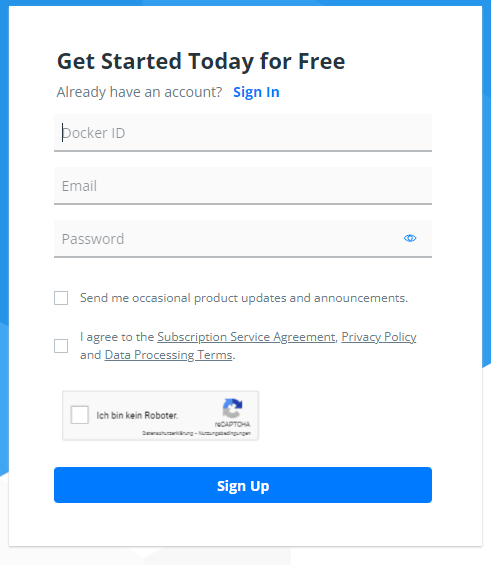 Get Started Today for Free
Already have an account? Sign In
Docker ID
Email
Password
Send me occasional product updates and announcements.
I agree to the Subscription Service Agreement, Privacy Policy
and Data Processing Terms.
Ich bin kein Roboter.
reCAPTCHA
Datenschutzerklärung - Nutzungsbedingungen
Sign Up